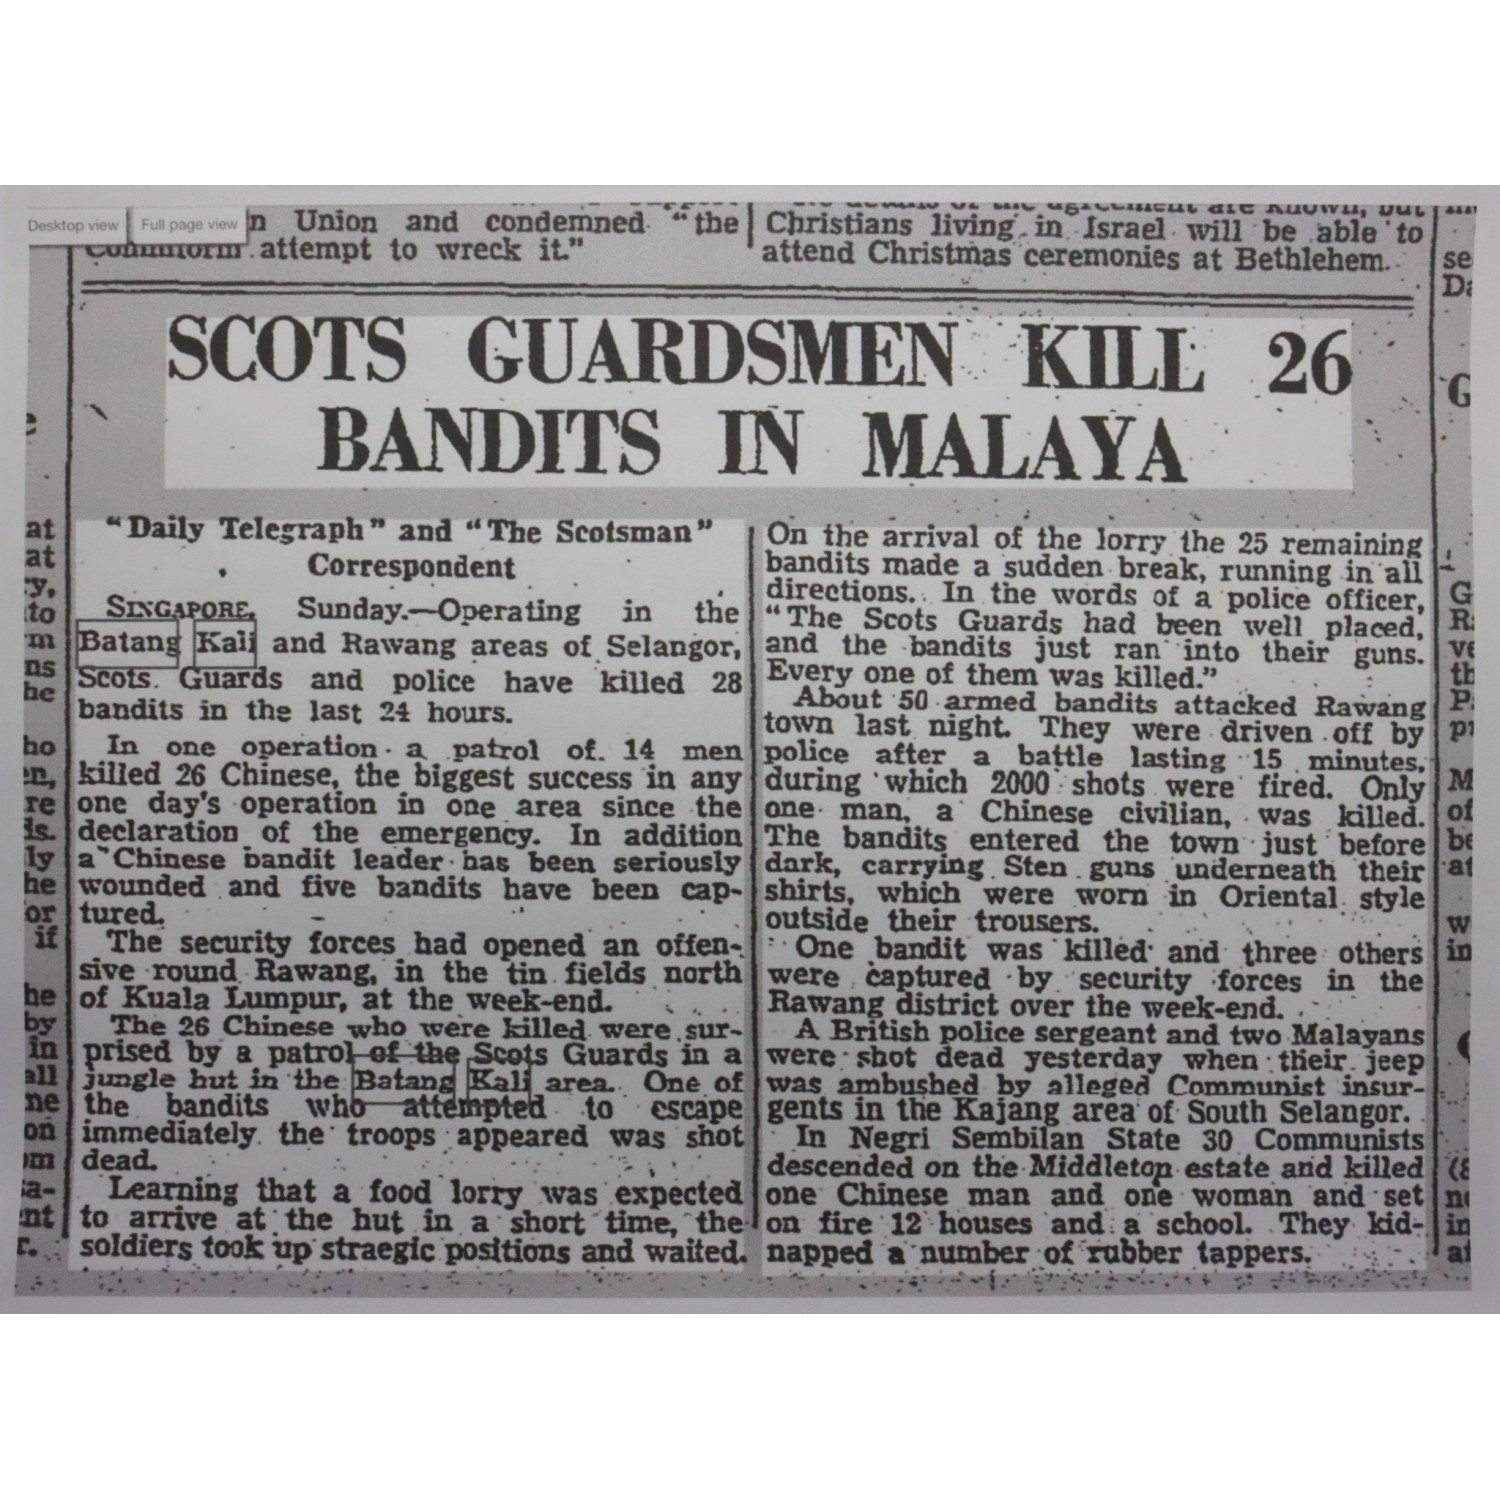 Desktop view
Full page view
n Union and condemned "the
Cominform attempt to wreck it."
details of the agreement are known, but
Christians living in Israel will be able to
attend Christmas ceremonies at Bethlehem.
SCOTS GUARDSMEN KILL 26
BANDITS IN MALAYA
"Daily Telegraph" and "The Scotsman"
Correspondent
SINGAPORE, Sunday.—Operating in the
Batang Kali and Rawang areas of Selangor,
Scots Guards and police have killed 28
bandits in the last 24 hours.
In one operation a patrol of 14 men
killed 26 Chinese, the biggest success in any
one day's operation in one area since the
declaration of the emergency. In addition
a Chinese bandit leader has been seriously
wounded and five bandits have been cap-
tured.
The security forces had opened an offen-
sive round Rawang, in the tin fields north
of Kuala Lumpur, at the week-end.
The 26 Chinese who were killed were sur-
prised by a patrol of the Scots Guards in a
jungle hut in the Batang Kali area. One of
the bandits who attempted to escape
immediately the troops appeared was shot
dead.
Learning that a food lorry was expected
to arrive at the hut in a short time, the
soldiers took up straegic positions and waited.
On the arrival of the lorry the 25 remaining
bandits made a sudden break, running in all
directions. In the words of a police officer,
"The Scots Guards had been well placed,
and the bandits just ran into their guns.
Every one of them was killed."
About 50 armed bandits attacked Rawang
town last night. They were driven off by
police after a battle lasting 15 minutes,
during which 2000 shots were fired. Only
one man, a Chinese civilian, was killed.
The bandits entered the town just before
dark, carrying Sten guns underneath their
shirts, which were worn in Oriental style
outside their trousers.
One bandit was killed and three others
were captured by security forces in the
Rawang district over the week-end.
A British police sergeant and two Malayans
were shot dead yesterday when their jeep
was ambushed by alleged Communist insur-
gents in the Kajang area of South Selangor.
In Negri Sembilan State 30 Communists
descended on the Middleton estate and killed
one Chinese man and one woman and set
on fire 12 houses and a school. They kid-
napped a number of rubber tappers.